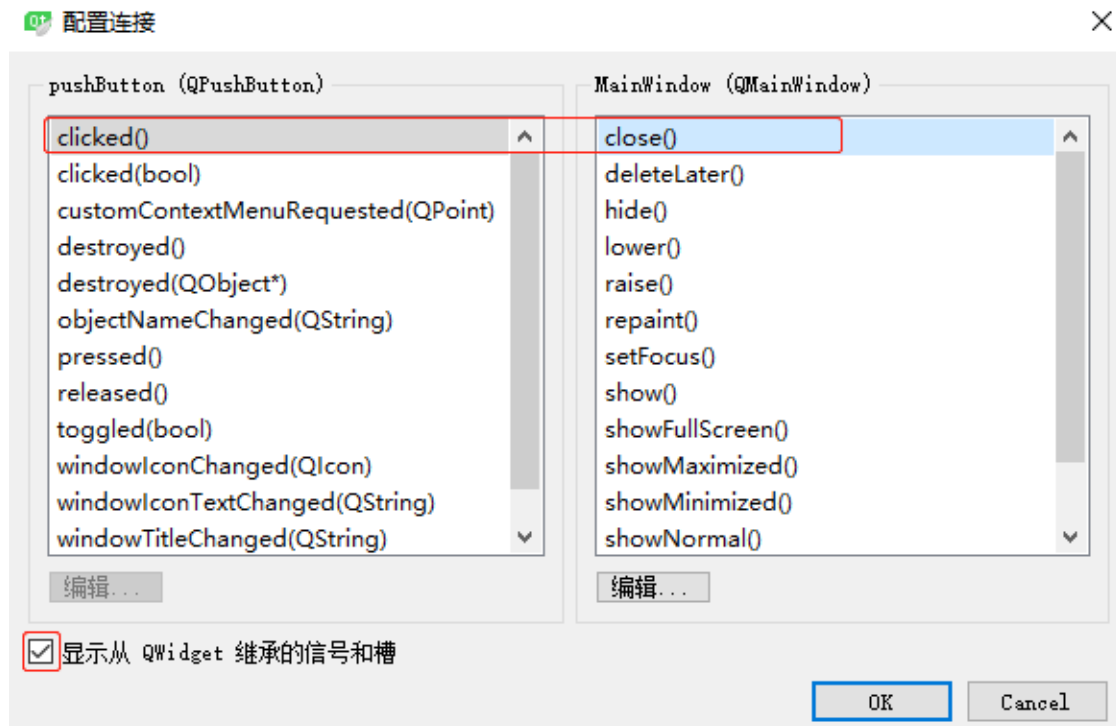 配置连接
pushButton (QPushButton)
clicked()
clicked(bool)
customContextMenuRequested(QPoint)
destroyed()
destroyed(QObject*)
objectNameChanged(QString)
pressed()
released()
toggled(bool)
windowIconChanged(QIcon)
windowIconTextChanged(QString)
windowTitleChanged(QString)
编辑...
MainWindow (QMainWindow)
close()
deleteLater()
hide()
lower()
raise()
repaint()
setFocus()
show()
showFullScreen()
showMaximized()
showMinimized()
showNormal()
编辑...
显示从 QWidget 继承的信号和槽
OK
Cancel